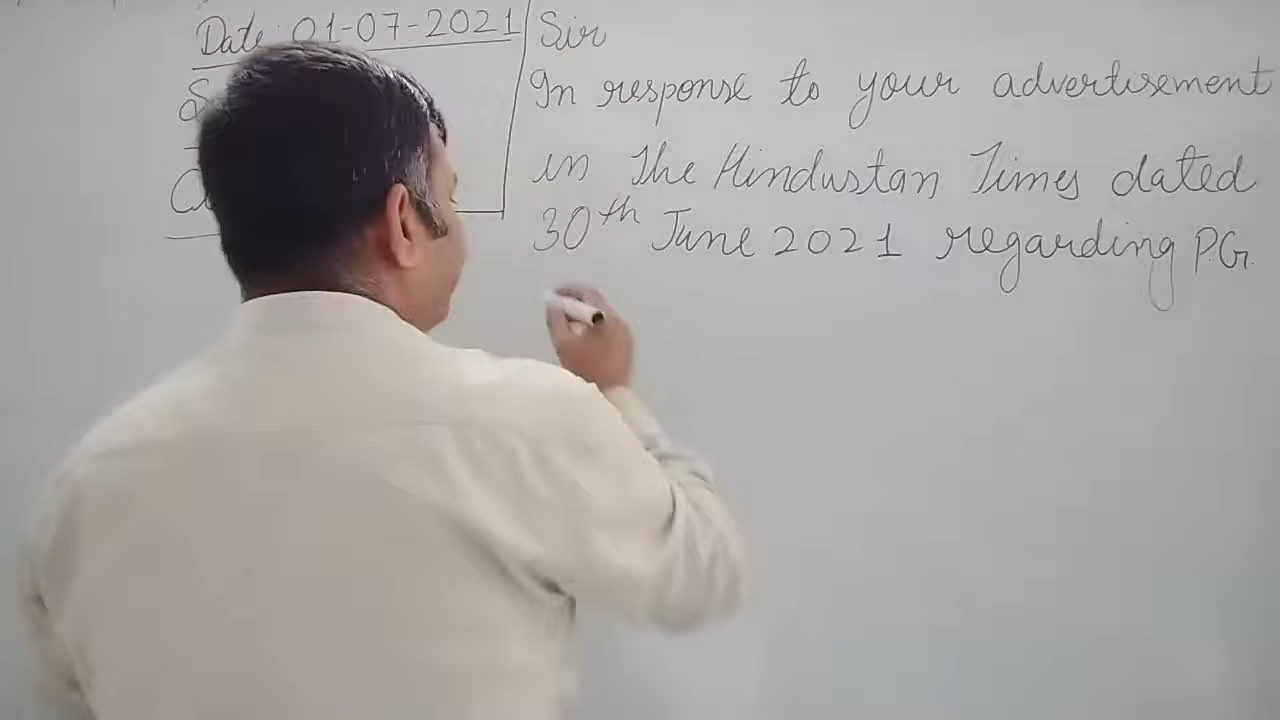 Date: 01-07-2021
Sir
In response to your advertisement
in The Hindustan Times dated
30th June 2021 regarding P.G.